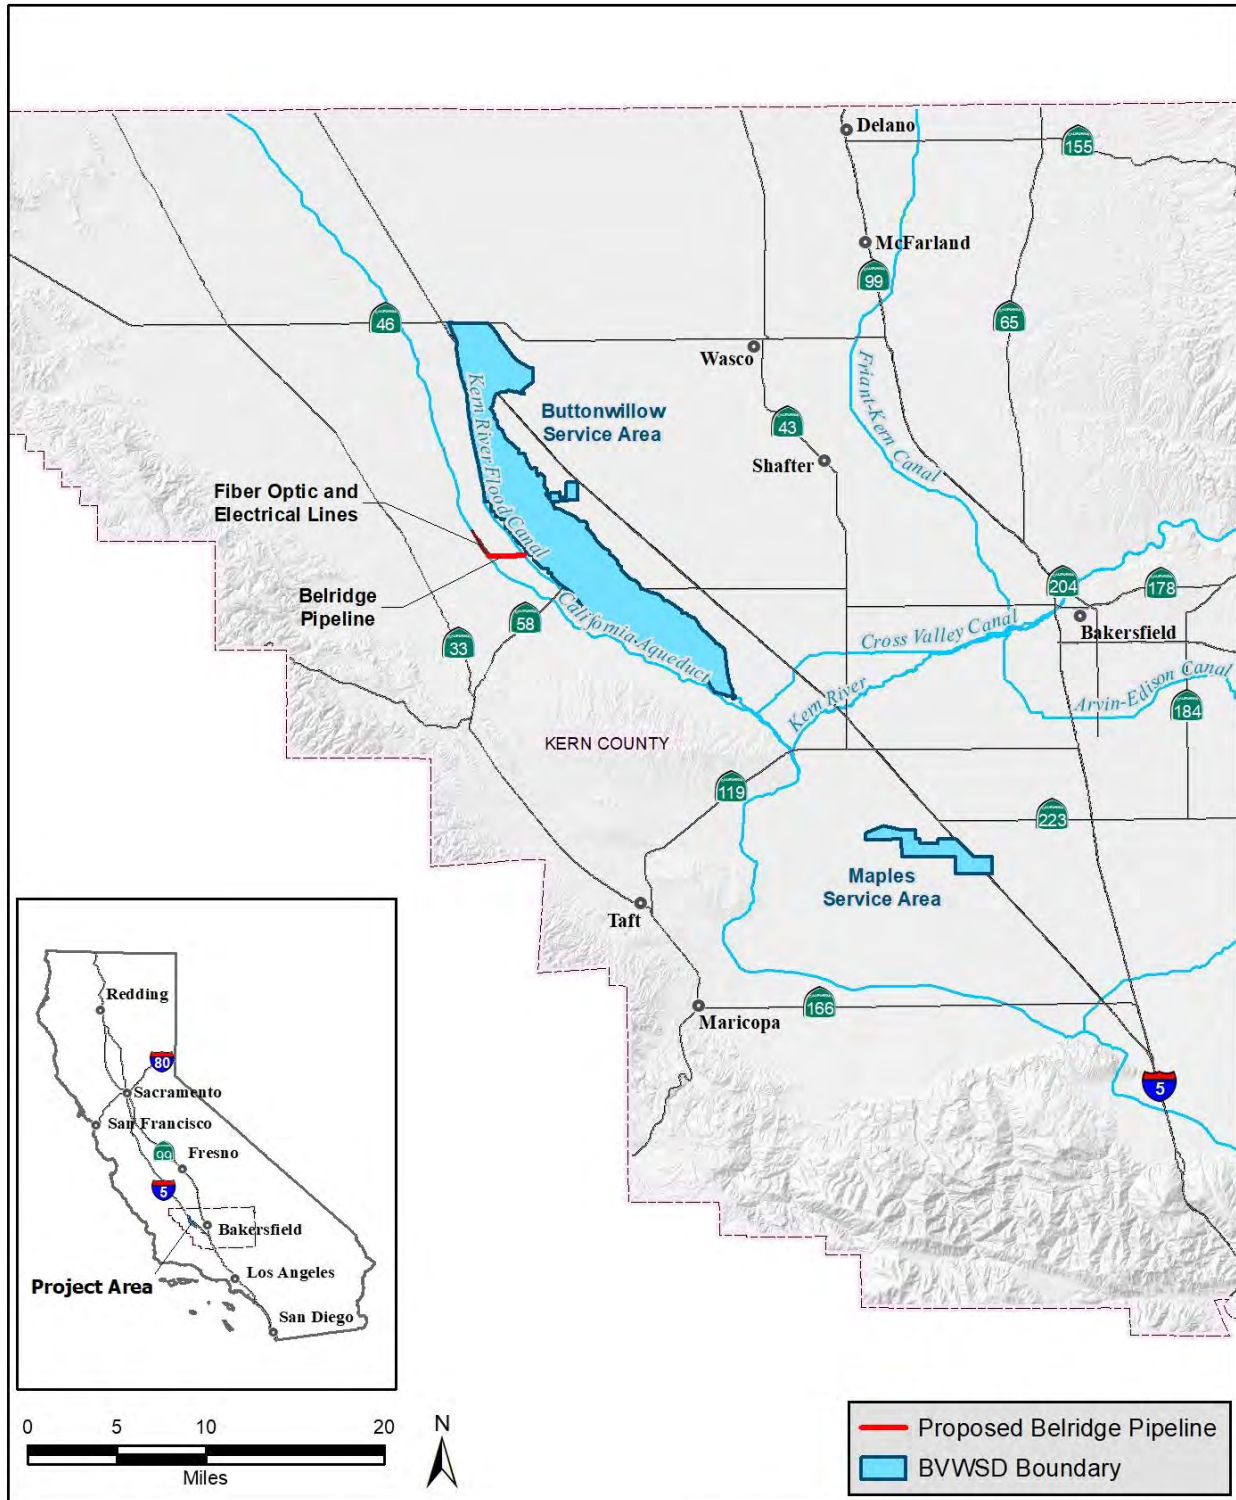 Delano
155
McFarland
99
46
65
Wasco
Friant-Kern Canal
Kern River Flood Canal
Buttonwillow
Service Area
43
Shafter
Fiber Optic and
Electrical Lines
Belridge
Pipeline
204
178
58
33
California Aqueduct
Cross Valley Canal
Bakersfield
Kern River
Arvin-Edison Canal
184
KERN COUNTY
119
223
Maples
Service Area
Taft
166
Maricopa
5
Redding
80
Sacramento
San Francisco
99
Fresno
5
Bakersfield
Project Area
Los Angeles
San Diego
0 5 10 20
Miles
N
Proposed Belridge Pipeline
BVWSD Boundary